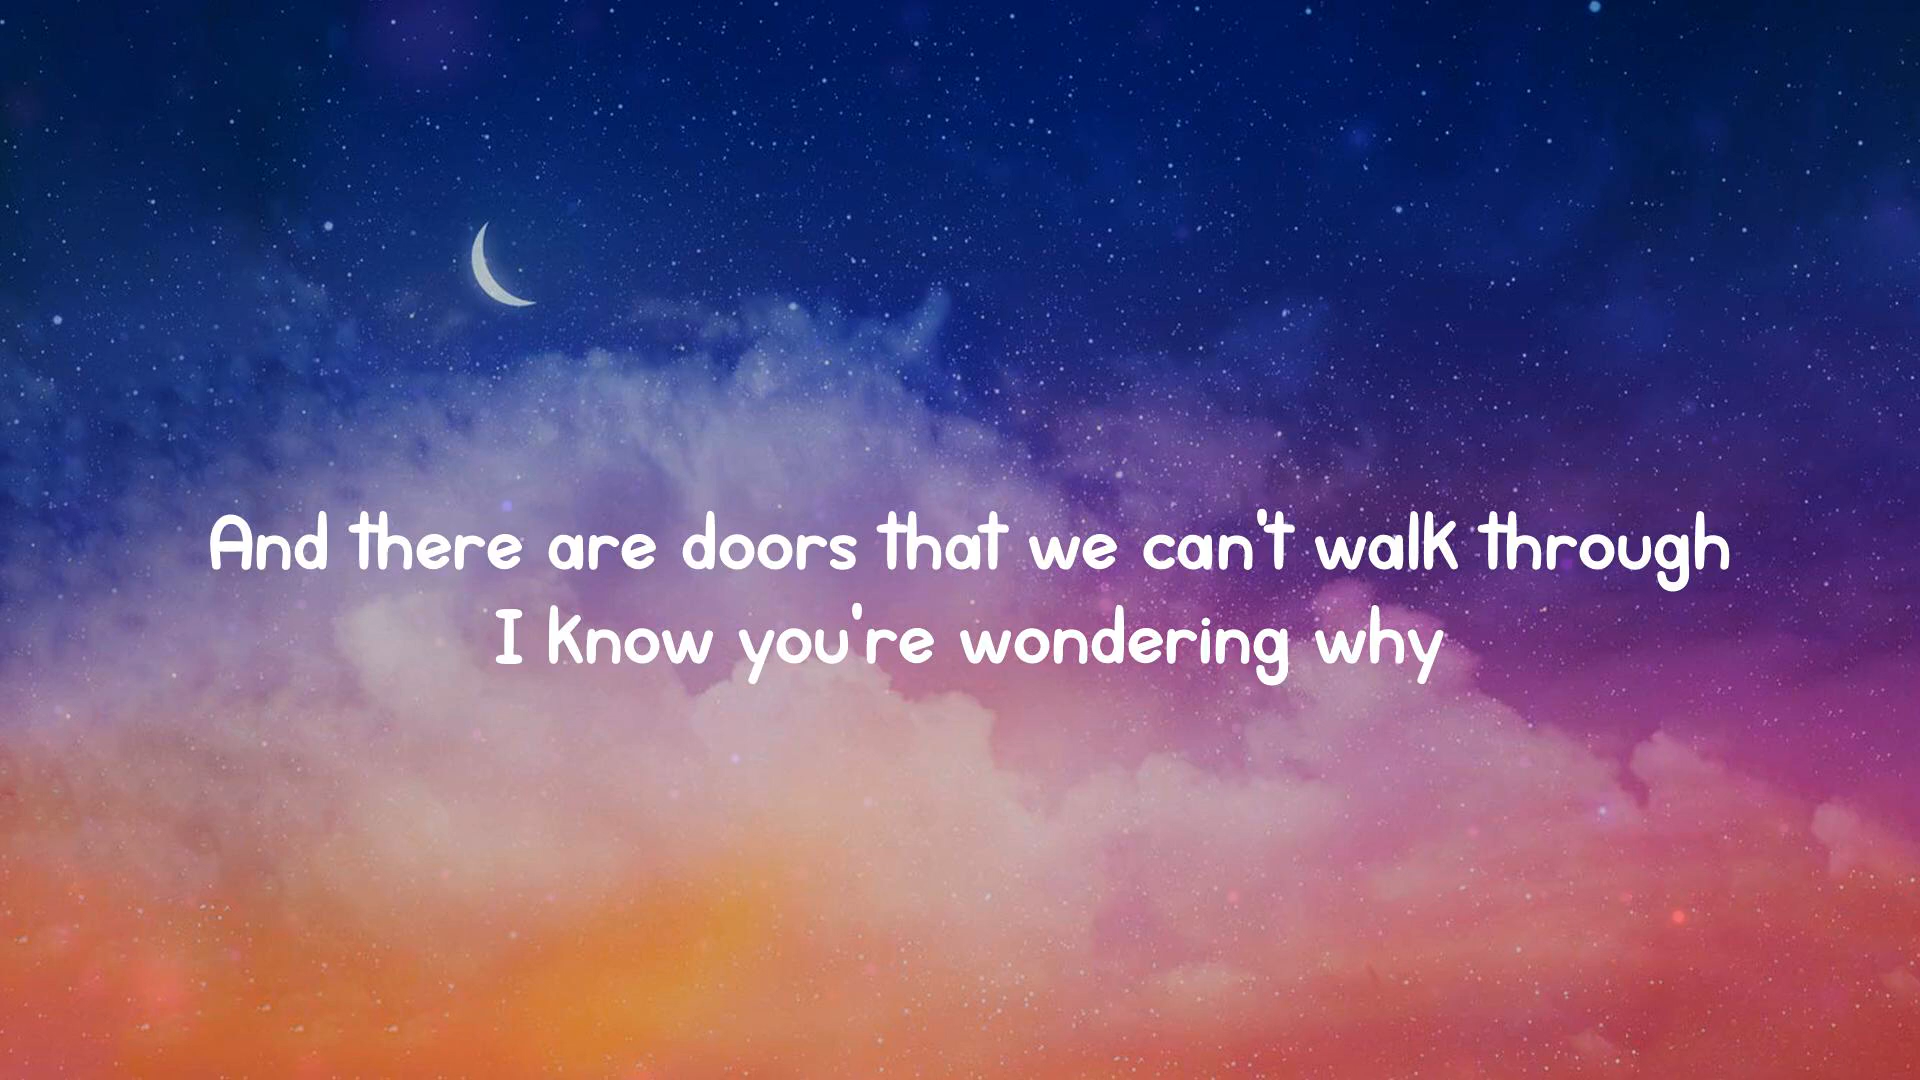 And there are doors that we can't walk through
I know you're wondering why